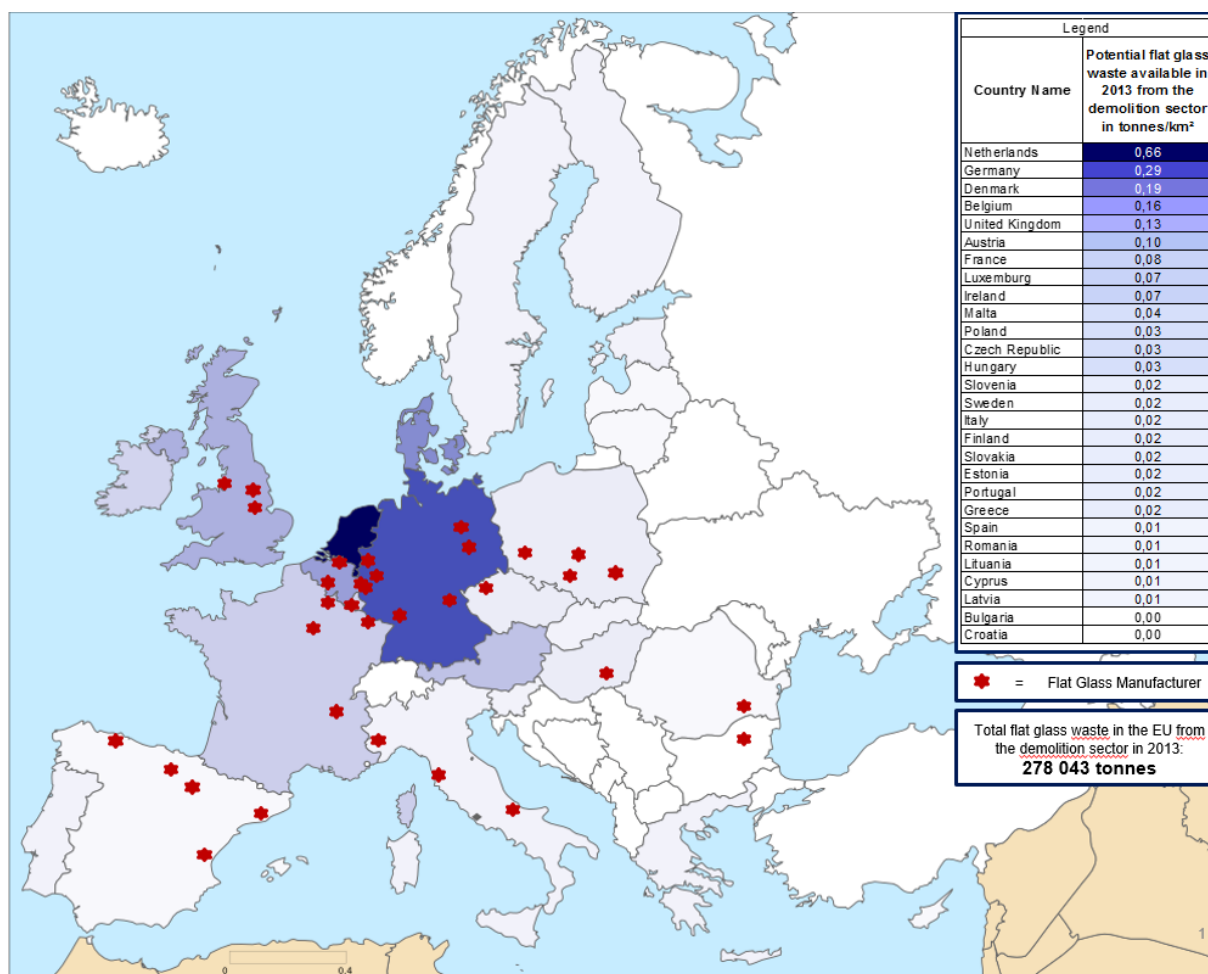 Legend
Country Name
Potential flat glass
waste available in
2013 from the
demolition sector
in tonnes/km²
Netherlands 0,66
Germany 0,29
Denmark 0,19
Belgium 0,16
United Kingdom 0,13
Austria 0,10
France 0,08
Luxemburg 0,07
Ireland 0,07
Malta 0,04
Poland 0,03
Czech Republic 0,03
Hungary 0,03
Slovenia 0,02
Sweden 0,02
Italy 0,02
Finland 0,02
Slovakia 0,02
Estonia 0,02
Portugal 0,02
Greece 0,02
Spain 0,01
Romania 0,01
Lituania 0,01
Cyprus 0,01
Latvia 0,01
Bulgaria 0,00
Croatia 0,00
= Flat Glass Manufacturer
Total flat glass waste in the EU from
the demolition sector in 2013:
278 043 tonnes
1
0 0.4